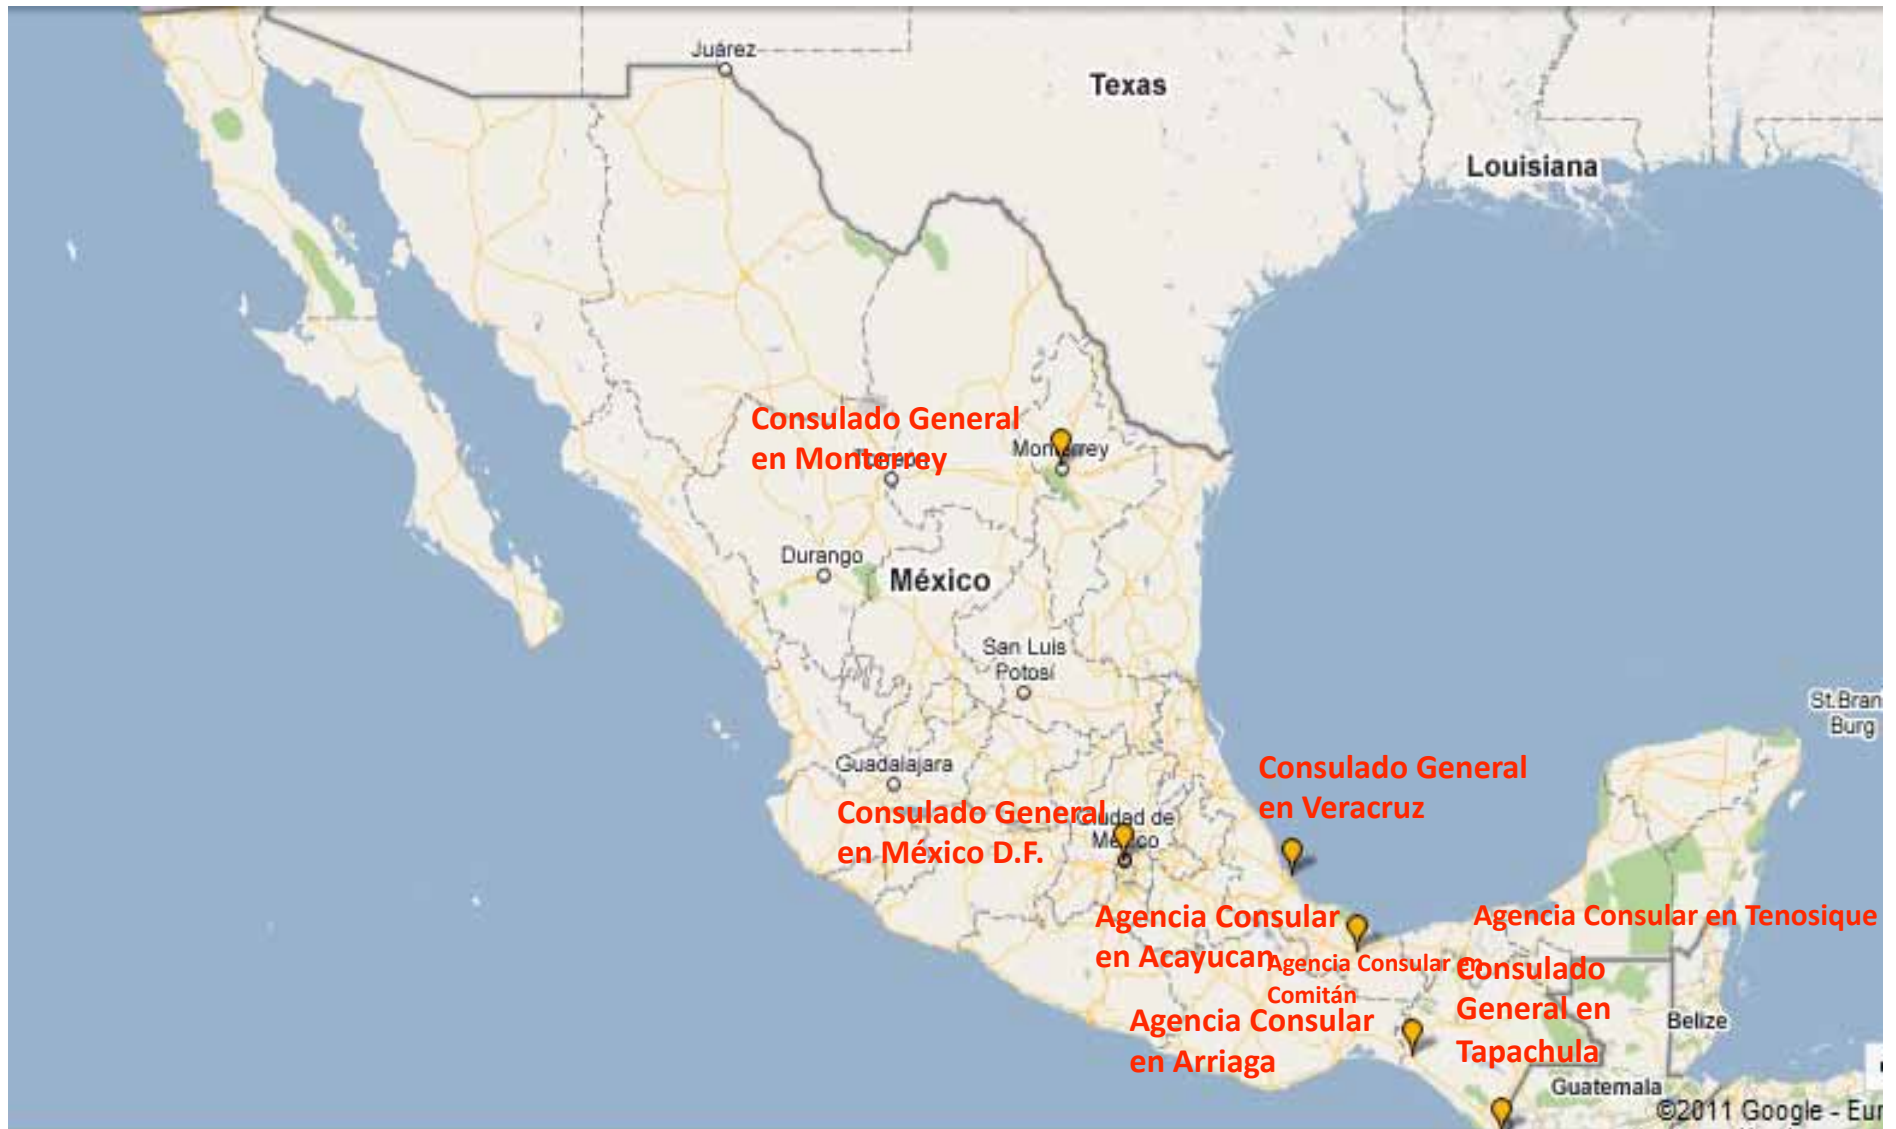 Juárez
Texas
Louisiana
Consulado General
en Monterrey
Monterrey
Durango
México
San Luis
Potosí
St.Bran
Burg
Guadalajara
Consulado General
en México D.F.
Ciudad de
México
Consulado General
en Veracruz
Agencia Consular
en Acayucan
Agencia Consular en Tenosique
Agencia Consular en
Comitán
Consulado
General en
Tapachula
Agencia Consular
en Arriaga
Belize
Guatemala
©2011 Google - Eur